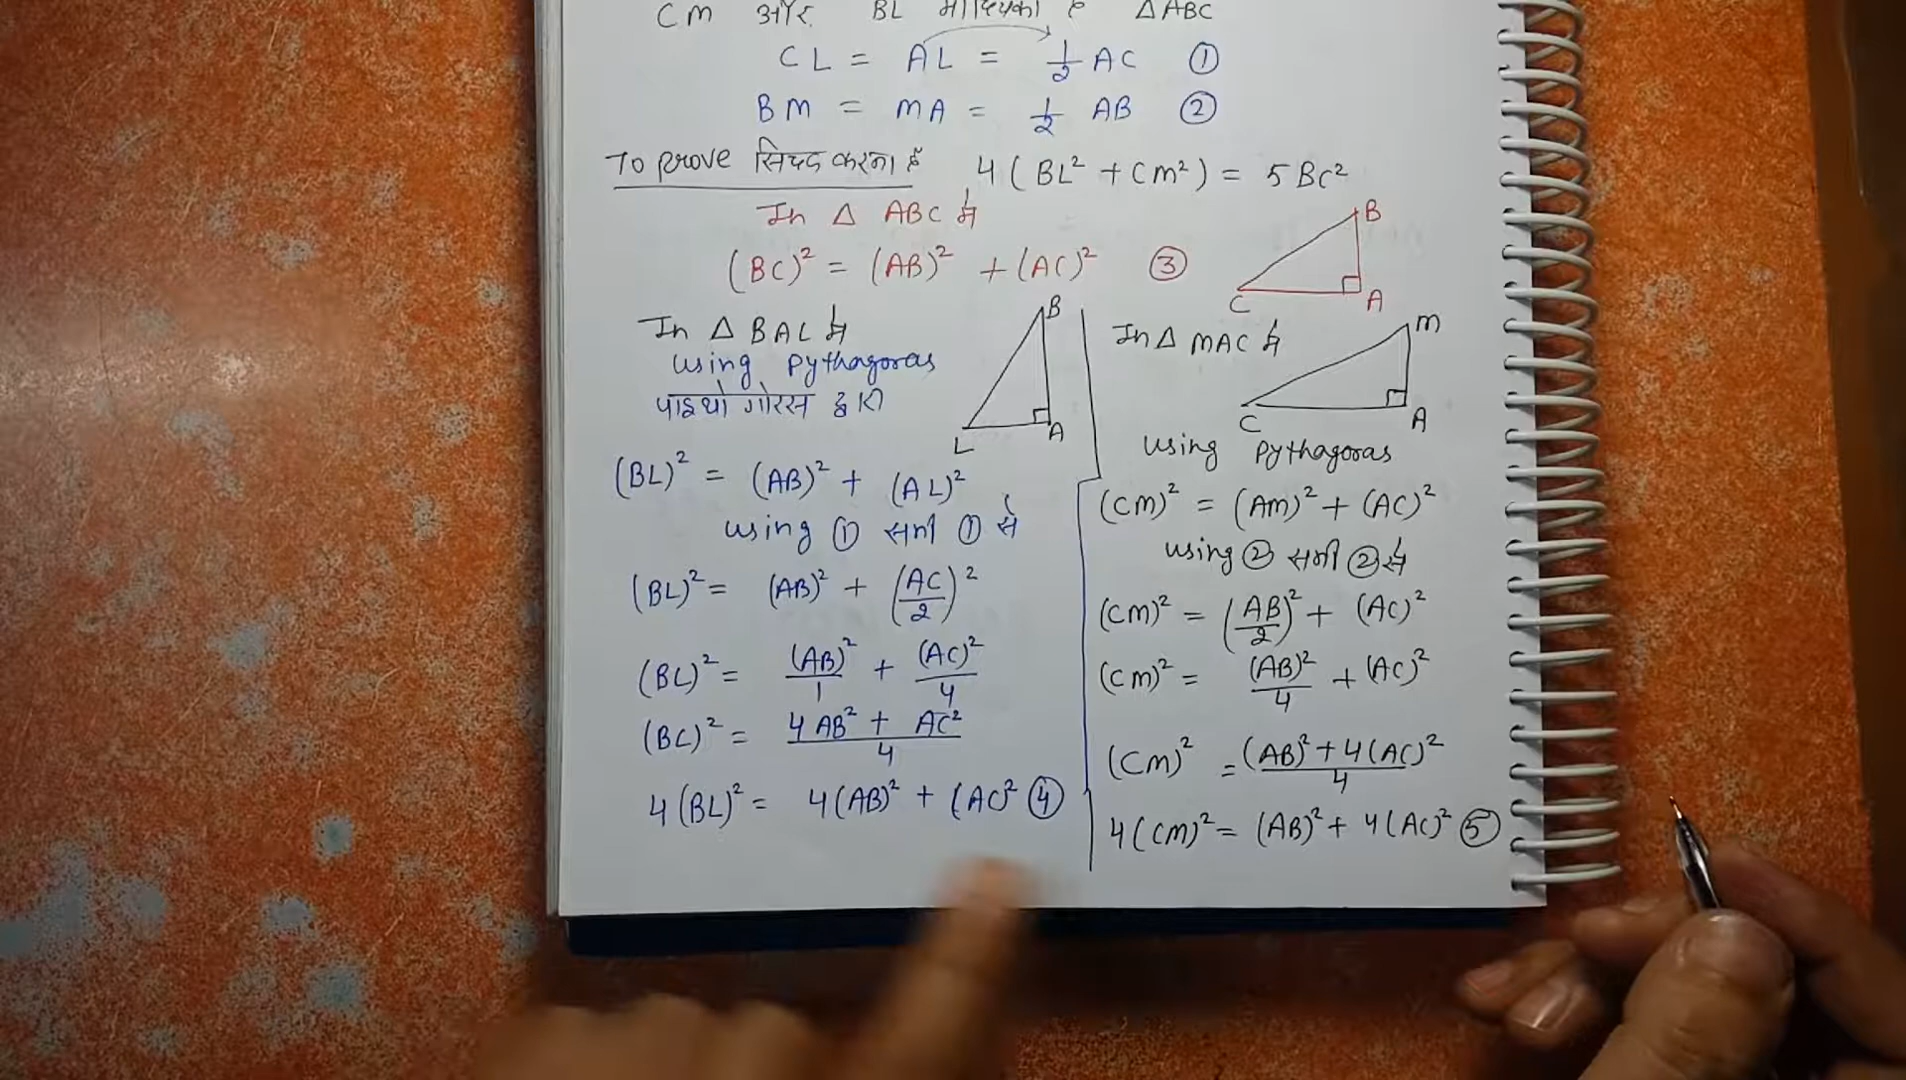 CM और BL माध्यिका है △ABC
CL = AL = 1/2 AC ①
BM = MA = 1/2 AB ②
To prove सिद्ध करना है 4(BL² + CM²) = 5BC²
In △ ABC में
(BC)² = (AB)² + (AC)² ③
B
C
A
In △ BAL में
using pythagoras
पाइथागोरस द्वारा
B
L
A
(BL)² = (AB)² + (AL)²
using ① समी ① से
(BL)² = (AB)² + (AC/2)²
(BL)² = (AB)²/1 + (AC)²/4
(BL)² = 4AB² + AC²/4
4(BL)² = 4(AB)² + (AC)² ④
In △ MAC में
M
C
A
using Pythagoras
(CM)² = (AM)² + (AC)²
using ② समी ② से
(CM)² = (AB/2)² + (AC)²
(CM)² = (AB)²/4 + (AC)²
(CM)² = (AB)² + 4(AC)²/4
4(CM)² = (AB)² + 4(AC)² ⑤